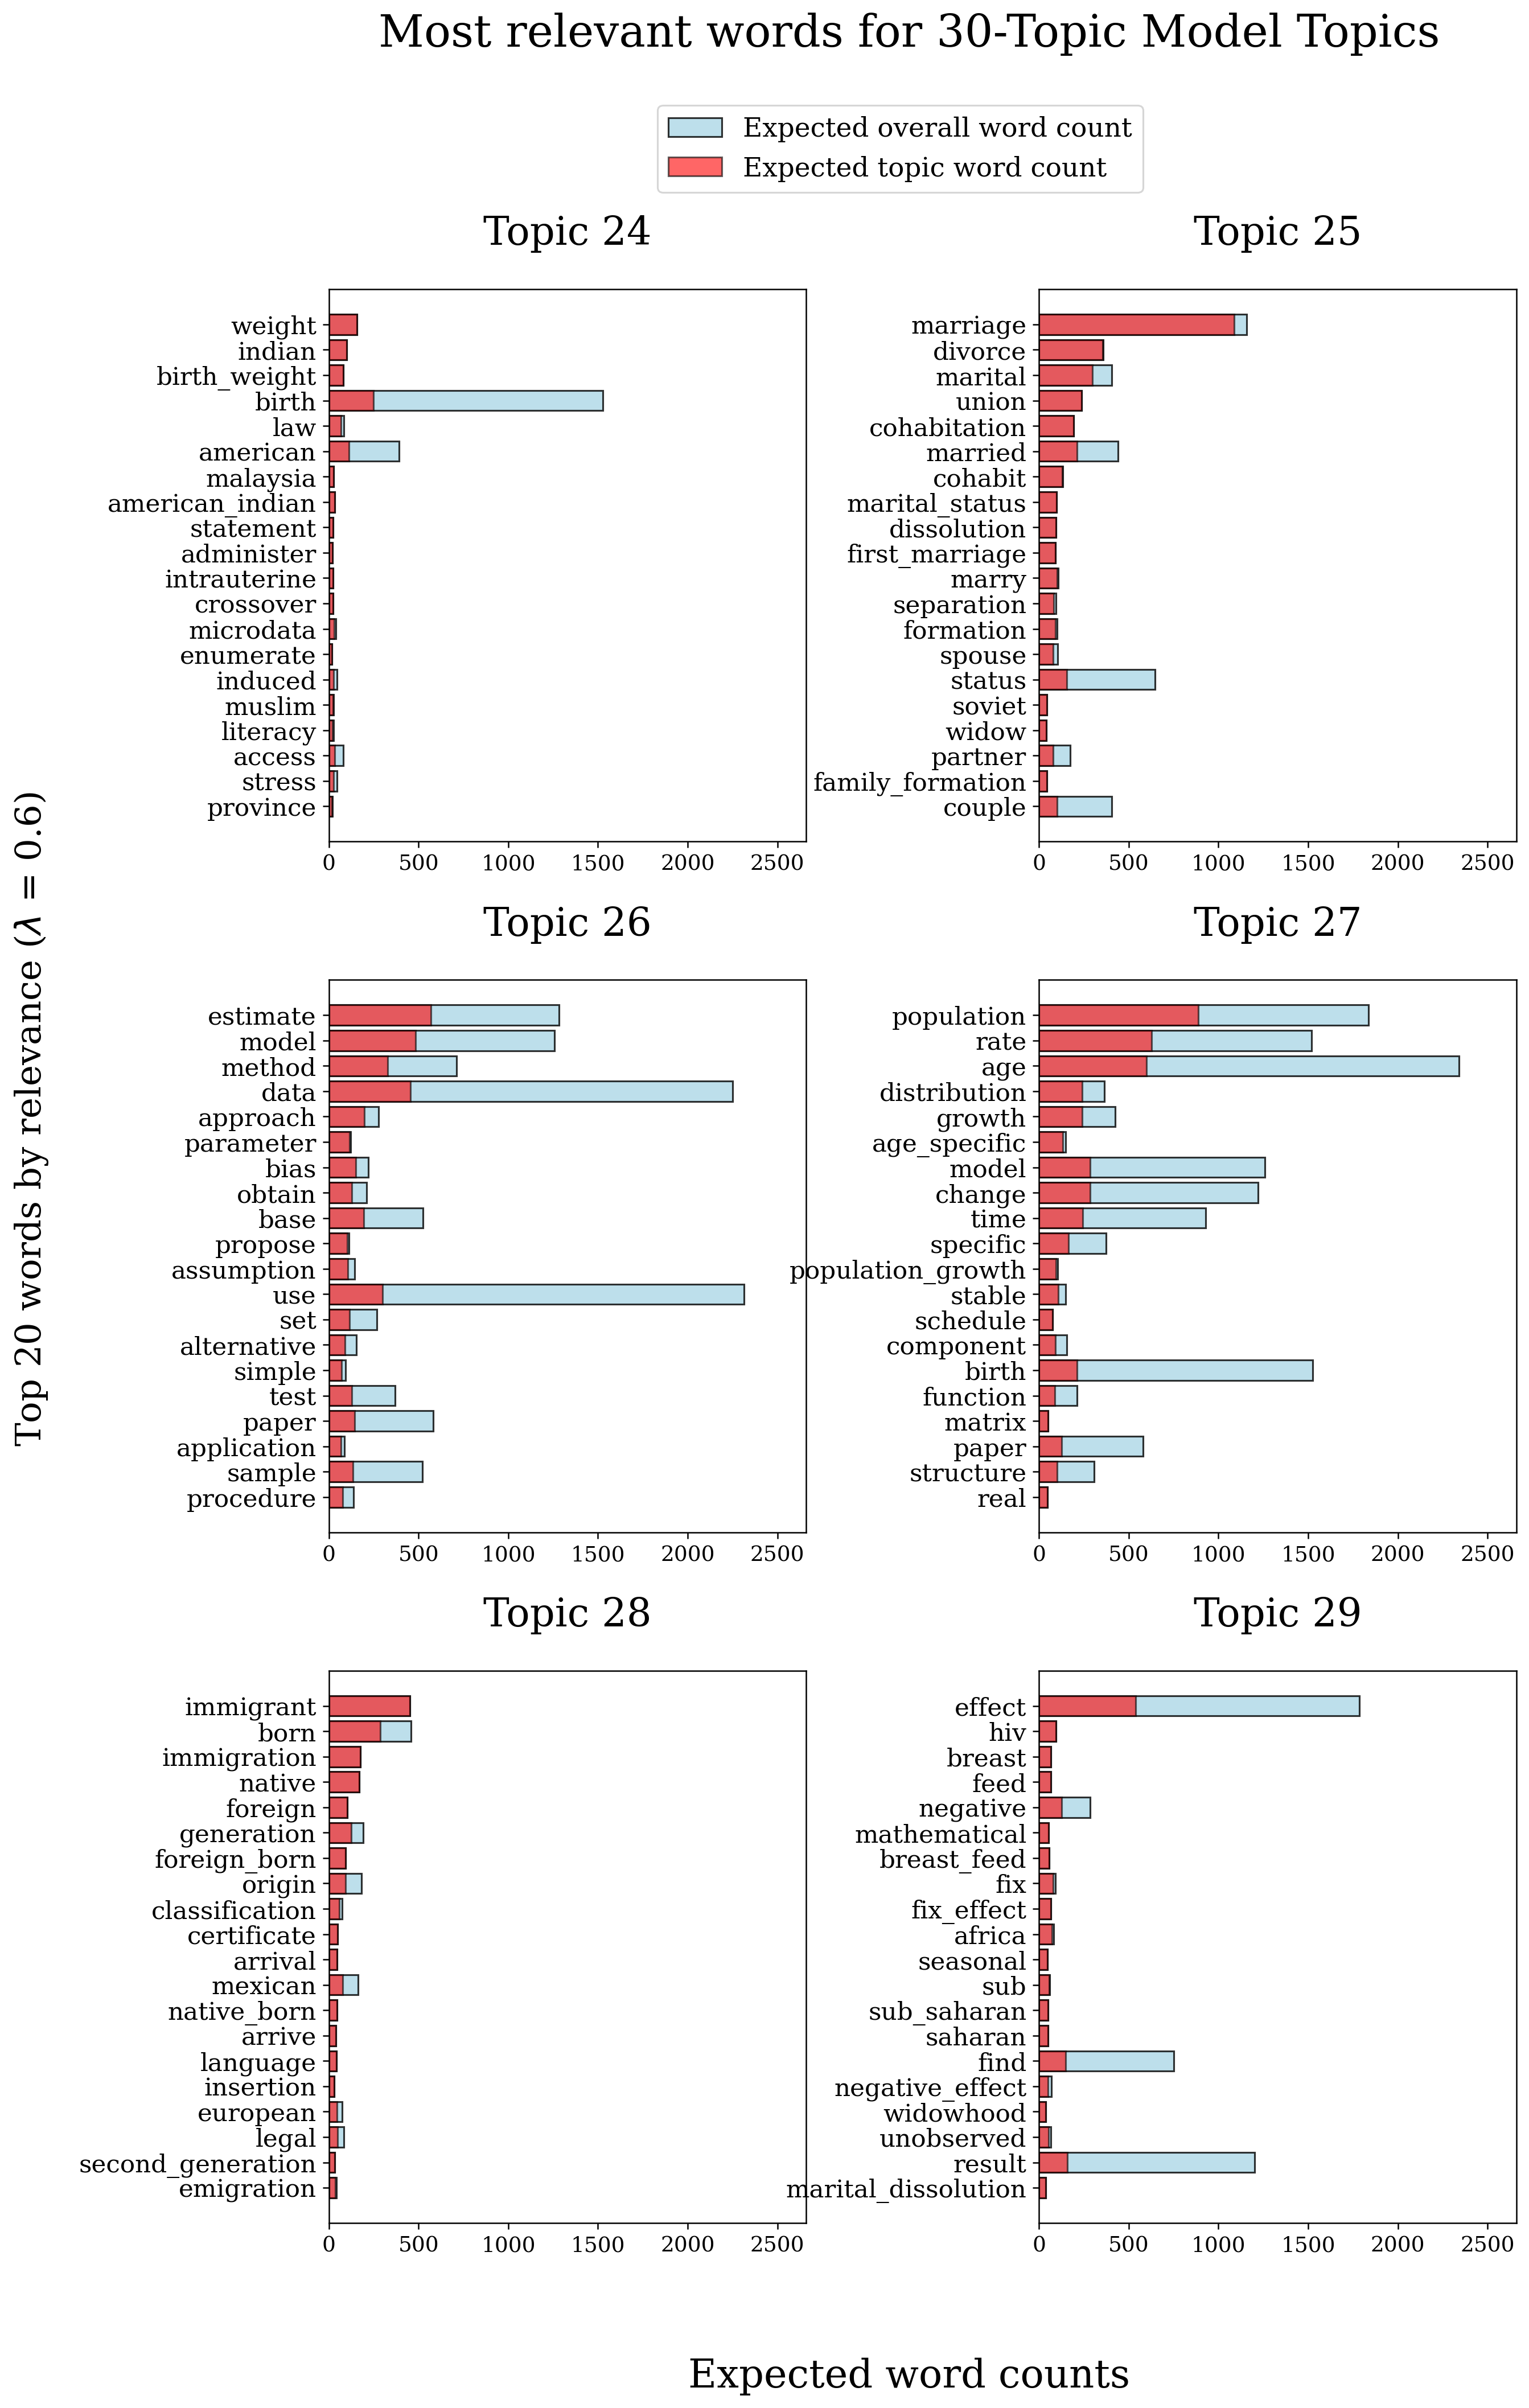 Most relevant words for 30-Topic Model Topics
Expected overall word count
Expected topic word count
Top 20 words by relevance (λ = 0.6)
Topic 24
weight
indian
birth_weight
birth
law
american
malaysia
american_indian
statement
administer
intrauterine
crossover
microdata
enumerate
induced
muslim
literacy
access
stress
province
0 500 1000 1500 2000 2500
Topic 25
marriage
divorce
marital
union
cohabitation
married
cohabit
marital_status
dissolution
first_marriage
marry
separation
formation
spouse
status
soviet
widow
partner
family_formation
couple
0 500 1000 1500 2000 2500
Topic 26
estimate
model
method
data
approach
parameter
bias
obtain
base
propose
assumption
use
set
alternative
simple
test
paper
application
sample
procedure
0 500 1000 1500 2000 2500
Topic 27
population
rate
age
distribution
growth
age_specific
model
change
time
specific
population_growth
stable
schedule
component
birth
function
matrix
paper
structure
real
0 500 1000 1500 2000 2500
Topic 28
immigrant
born
immigration
native
foreign
generation
foreign_born
origin
classification
certificate
arrival
mexican
native_born
arrive
language
insertion
european
legal
second_generation
emigration
0 500 1000 1500 2000 2500
Topic 29
effect
hiv
breast
feed
negative
mathematical
breast_feed
fix
fix_effect
africa
seasonal
sub
sub_saharan
saharan
find
negative_effect
widowhood
unobserved
result
marital_dissolution
0 500 1000 1500 2000 2500
Expected word counts